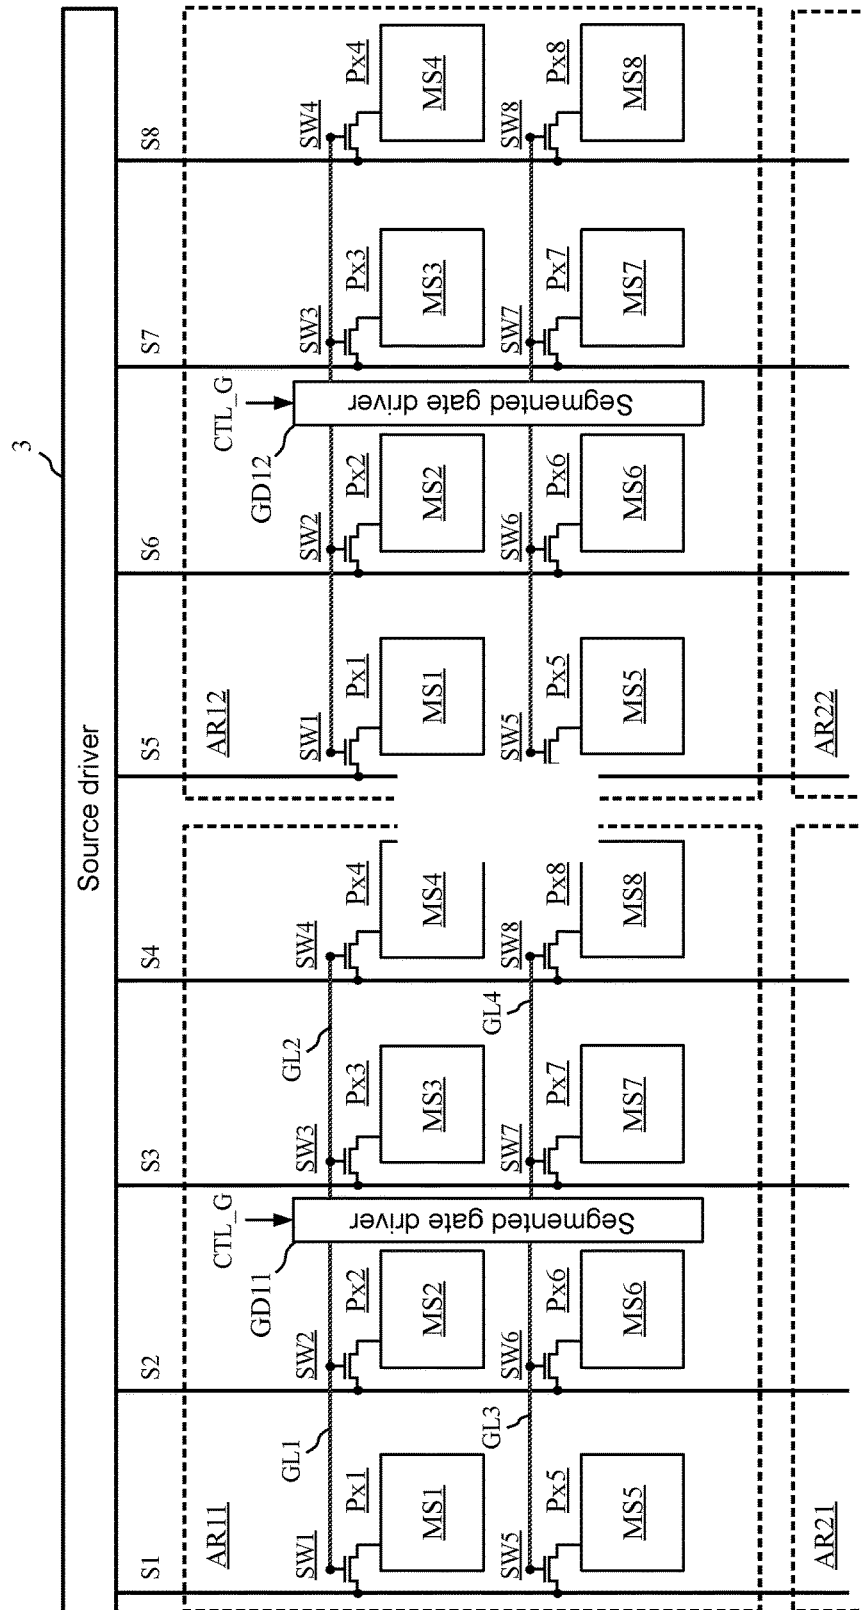 3
Source driver
S1 S2 S3 S4 S5 S6 S7 S8
AR11 CTL_G AR12 CTL_G
GD11 GD12
GL1 GL2
SW1 SW2 SW3 SW4 SW1 SW2 SW3 SW4
Px1 Px2 Px3 Px4 Px1 Px2 Px3 Px4
MS1 MS2 MS3 MS4 MS1 MS2 MS3 MS4
Segmented gate driver
Segmented gate driver
GL3 GL4
SW5 SW6 SW7 SW8 SW5 SW6 SW7 SW8
Px5 Px6 Px7 Px8 Px5 Px6 Px7 Px8
MS5 MS6 MS7 MS8 MS5 MS6 MS7 MS8
AR21 AR22